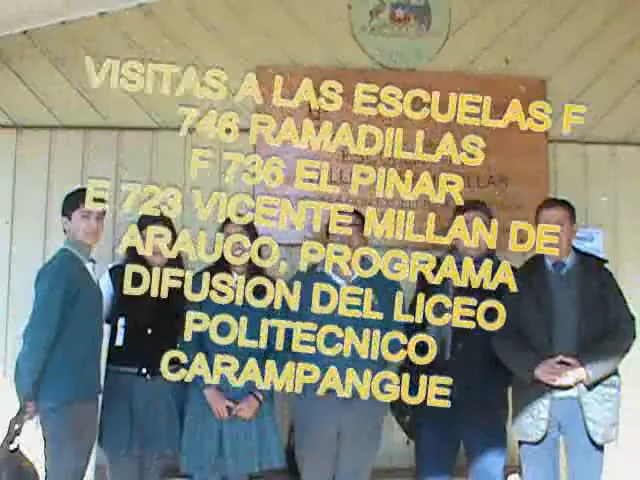 VISITAS A LAS ESCUELAS F
746 RAMADILLAS
F 736 EL PINAR
E 723 VICENTE MILLAN DE
ARAUCO, PROGRAMA
DIFUSION DEL LICEO
POLITECNICO
CARAMPANGUE